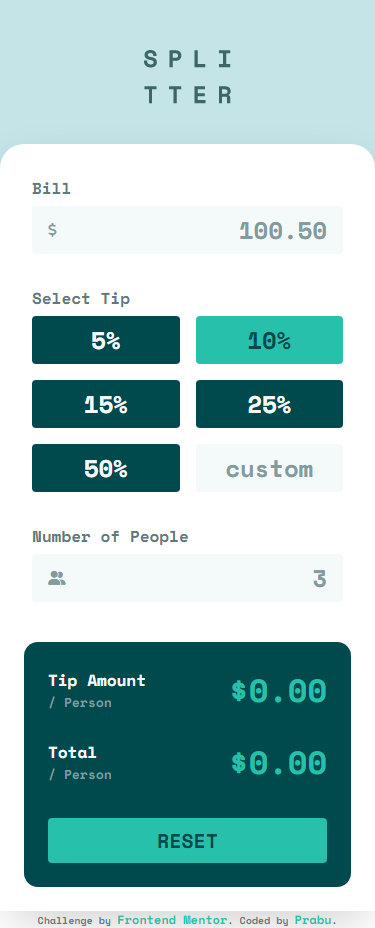 SPLI
TTER
Bill
$ 100.50
Select Tip
5% 10%
15% 25%
50% custom
Number of People
3
Tip Amount
/ Person
$0.00
Total
/ Person
$0.00
RESET
Challenge by Frontend Mentor. Coded by Prabu.